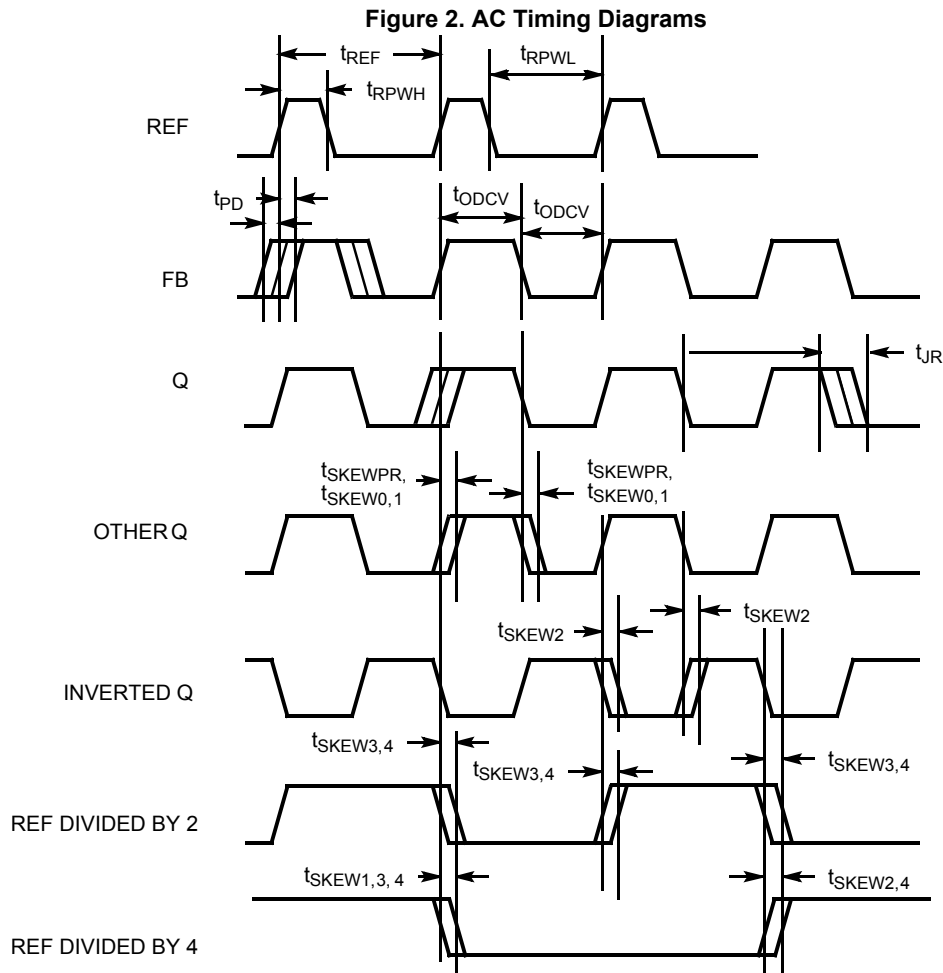 Figure 2. AC Timing Diagrams
tREF
tRPWL
tRPWH
REF
tODCV
tODCV
tPD
FB
tJR
Q
tSKEWPR,
tSKEW0,1
tSKEWPR,
tSKEW0,1
OTHER Q
tSKEW2
tSKEW2
INVERTED Q
tSKEW3,4
tSKEW3,4
tSKEW3,4
REF DIVIDED BY 2
tSKEW1,3,4
tSKEW2,4
REF DIVIDED BY 4